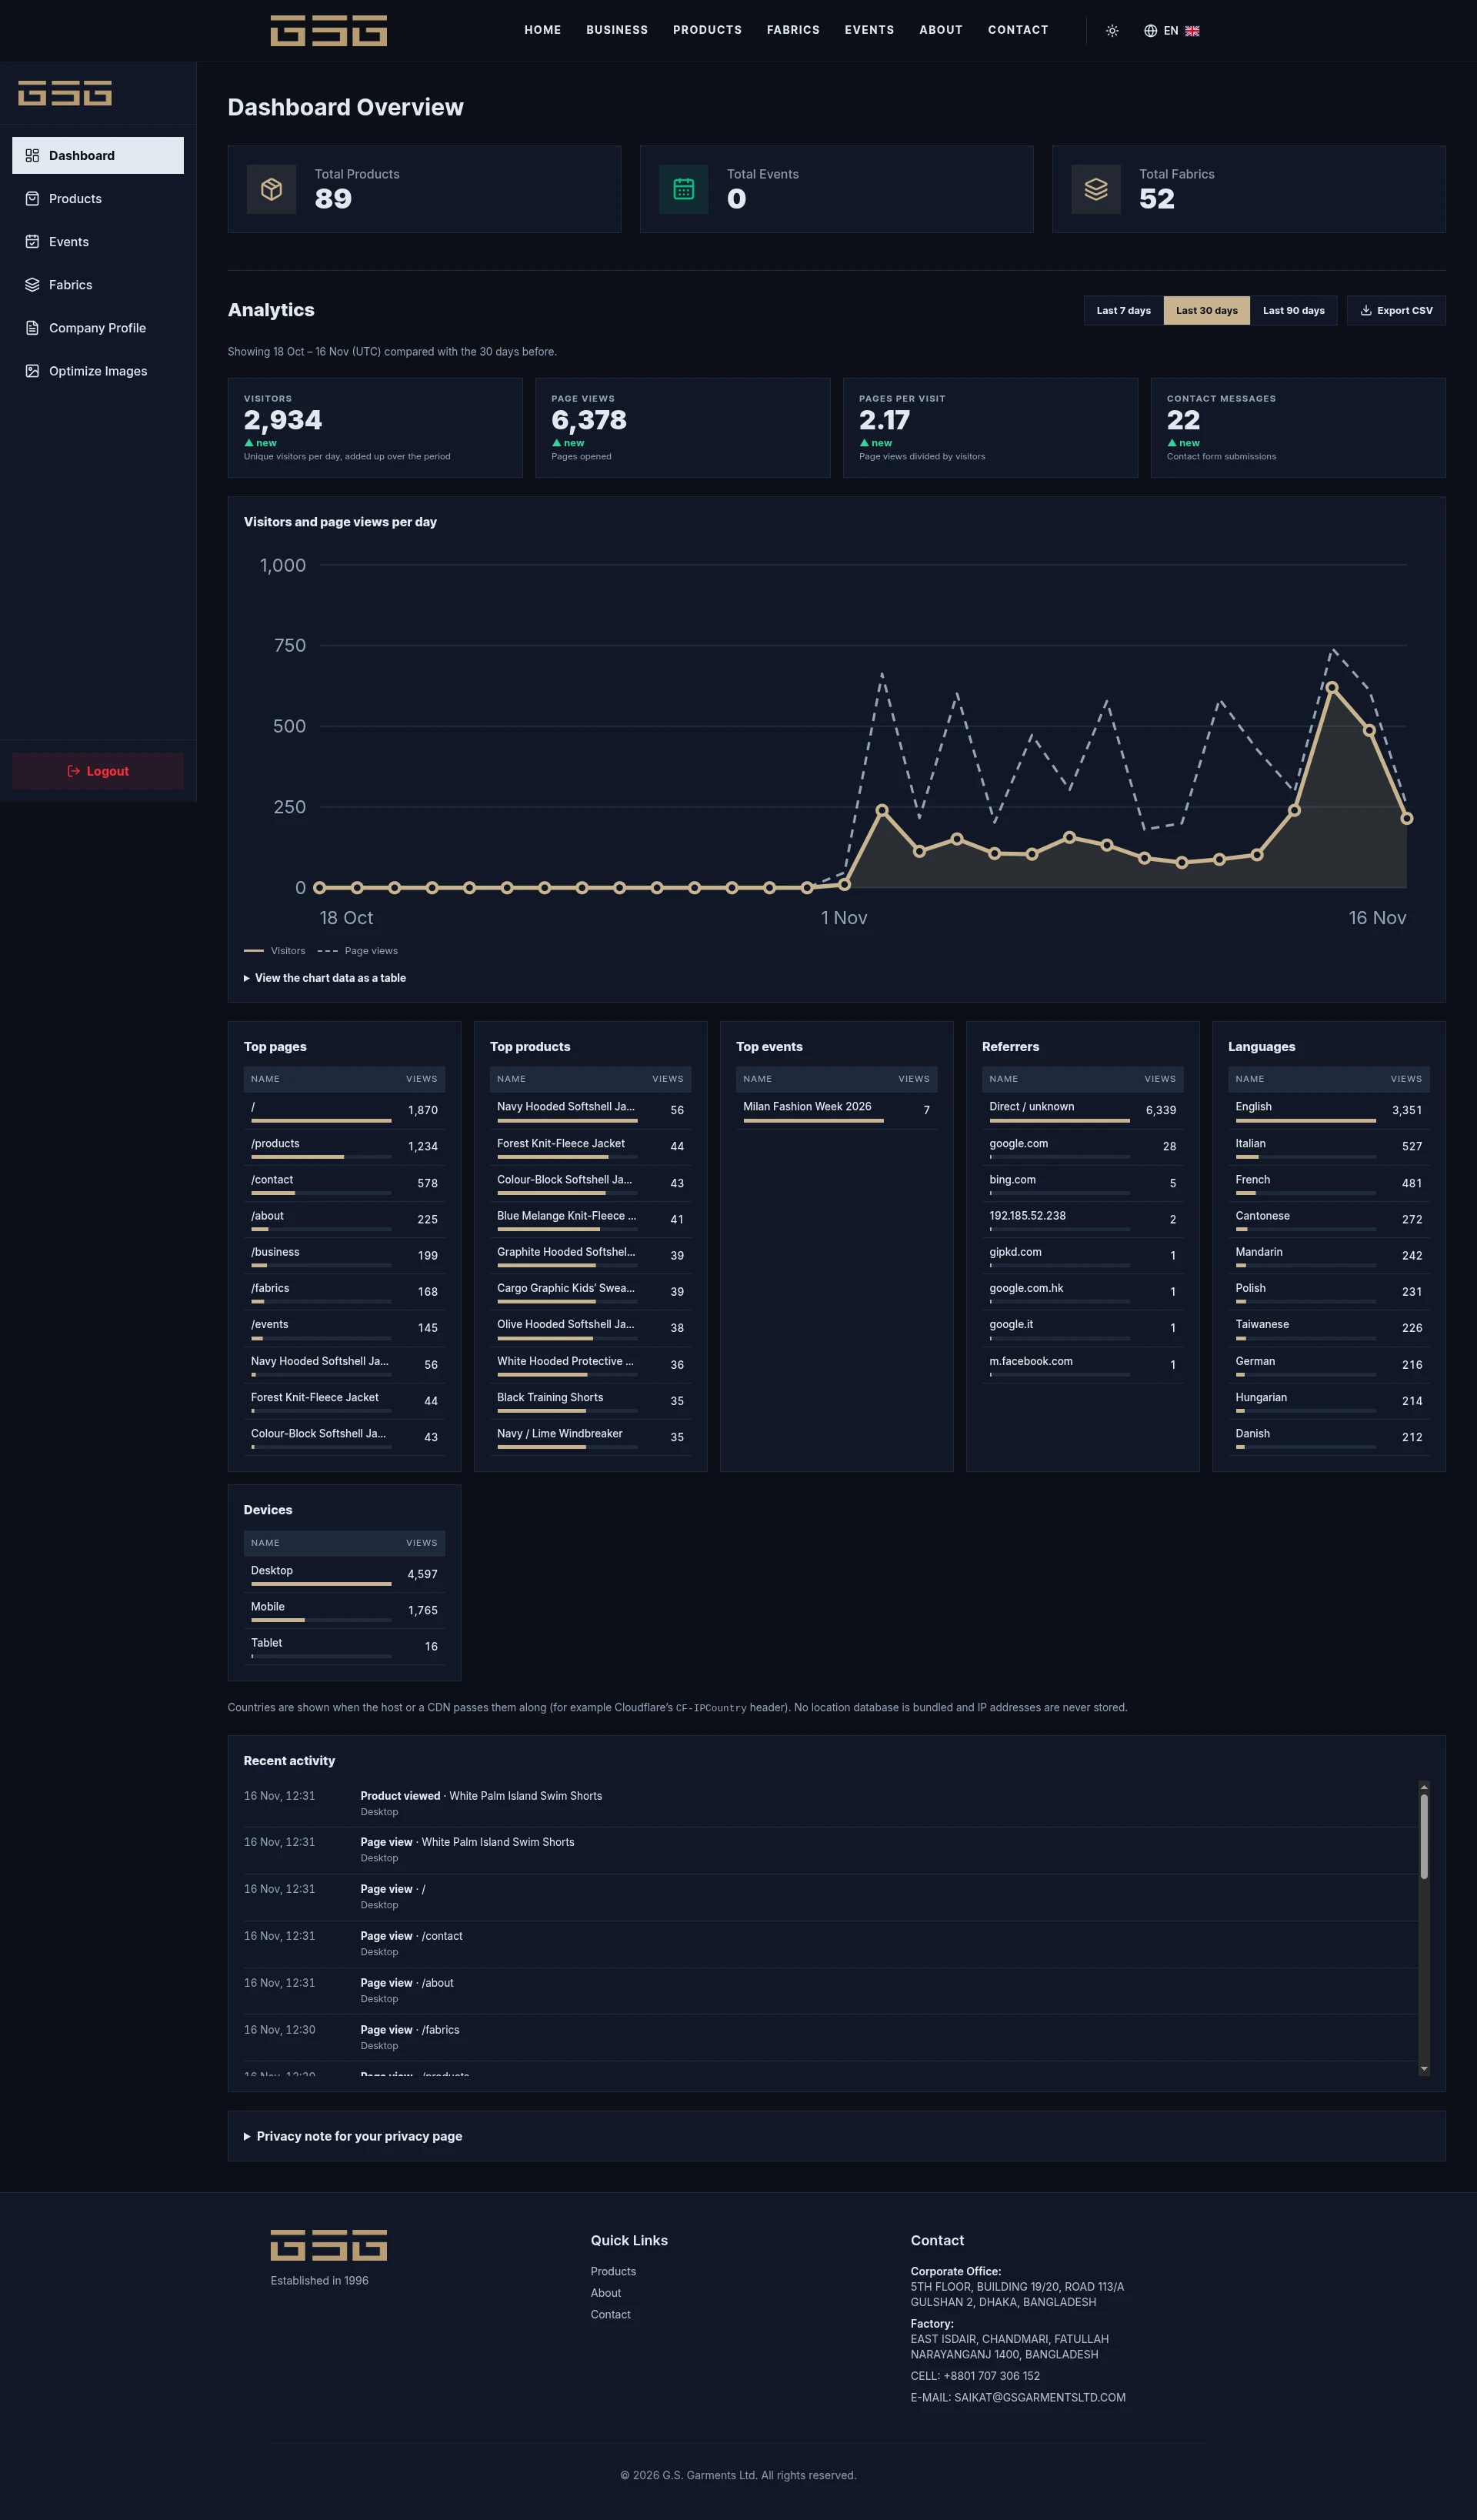 GSG
HOME BUSINESS PRODUCTS FABRICS EVENTS ABOUT CONTACT EN
GSG
Dashboard
Products
Events
Fabrics
Company Profile
Optimize Images
Logout
Dashboard Overview
Total Products
89
Total Events
0
Total Fabrics
52
Analytics
Last 7 days Last 30 days Last 90 days Export CSV
Showing 18 Oct – 16 Nov (UTC) compared with the 30 days before.
VISITORS
2,934
▲ new
Unique visitors per day, added up over the period
PAGE VIEWS
6,378
▲ new
Pages opened
PAGES PER VISIT
2.17
▲ new
Page views divided by visitors
CONTACT MESSAGES
22
▲ new
Contact form submissions
Visitors and page views per day
1,000
750
500
250
0
18 Oct 1 Nov 16 Nov
Visitors Page views
▶ View the chart data as a table
Top pages
NAME VIEWS
/ 1,870
/products 1,234
/contact 578
/about 225
/business 199
/fabrics 168
/events 145
Navy Hooded Softshell Ja... 56
Forest Knit-Fleece Jacket 44
Colour-Block Softshell Ja... 43
Top products
NAME VIEWS
Navy Hooded Softshell Ja... 56
Forest Knit-Fleece Jacket 44
Colour-Block Softshell Ja... 43
Blue Melange Knit-Fleece ... 41
Graphite Hooded Softshel... 39
Cargo Graphic Kids’ Swea... 39
Olive Hooded Softshell Ja... 38
White Hooded Protective ... 36
Black Training Shorts 35
Navy / Lime Windbreaker 35
Top events
NAME VIEWS
Milan Fashion Week 2026 7
Referrers
NAME VIEWS
Direct / unknown 6,339
google.com 28
bing.com 5
192.185.52.238 2
gipkd.com 1
google.com.hk 1
google.it 1
m.facebook.com 1
Languages
NAME VIEWS
English 3,351
Italian 527
French 481
Cantonese 272
Mandarin 242
Polish 231
Taiwanese 226
German 216
Hungarian 214
Danish 212
Devices
NAME VIEWS
Desktop 4,597
Mobile 1,765
Tablet 16
Countries are shown when the host or a CDN passes them along (for example Cloudflare’s CF-IPCountry header). No location database is bundled and IP addresses are never stored.
Recent activity
16 Nov, 12:31 Product viewed · White Palm Island Swim Shorts
Desktop
16 Nov, 12:31 Page view · White Palm Island Swim Shorts
Desktop
16 Nov, 12:31 Page view · /
Desktop
16 Nov, 12:31 Page view · /contact
Desktop
16 Nov, 12:31 Page view · /about
Desktop
16 Nov, 12:30 Page view · /fabrics
Desktop
16 Nov, 12:30 Page view · /products
▶ Privacy note for your privacy page
GSG
Established in 1996
Quick Links
Products
About
Contact
Contact
Corporate Office:
5TH FLOOR, BUILDING 19/20, ROAD 113/A
GULSHAN 2, DHAKA, BANGLADESH
Factory:
EAST ISDAIR, CHANDMARI, FATULLAH
NARAYANGANJ 1400, BANGLADESH
CELL: +8801 707 306 152
E-MAIL: SAIKAT@GSGARMENTSLTD.COM
© 2026 G.S. Garments Ltd. All rights reserved.